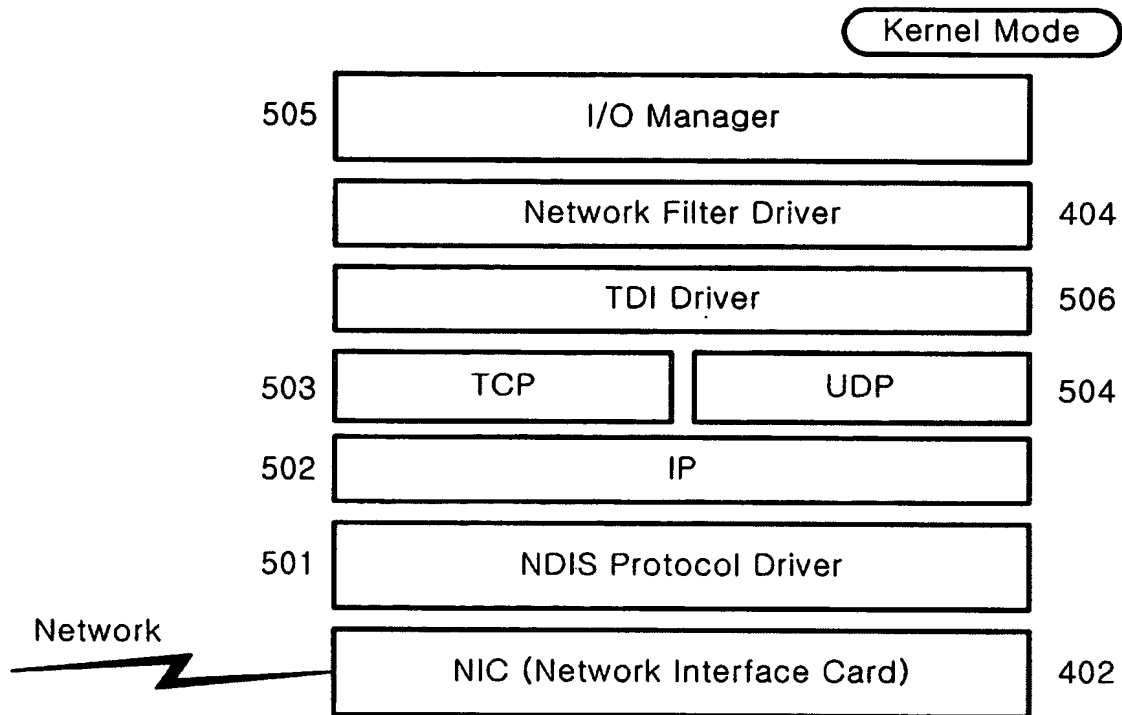 Kernel Mode
505 I/O Manager
Network Filter Driver 404
TDI Driver 506
503 TCP UDP 504
502 IP
501 NDIS Protocol Driver
Network
NIC (Network Interface Card) 402